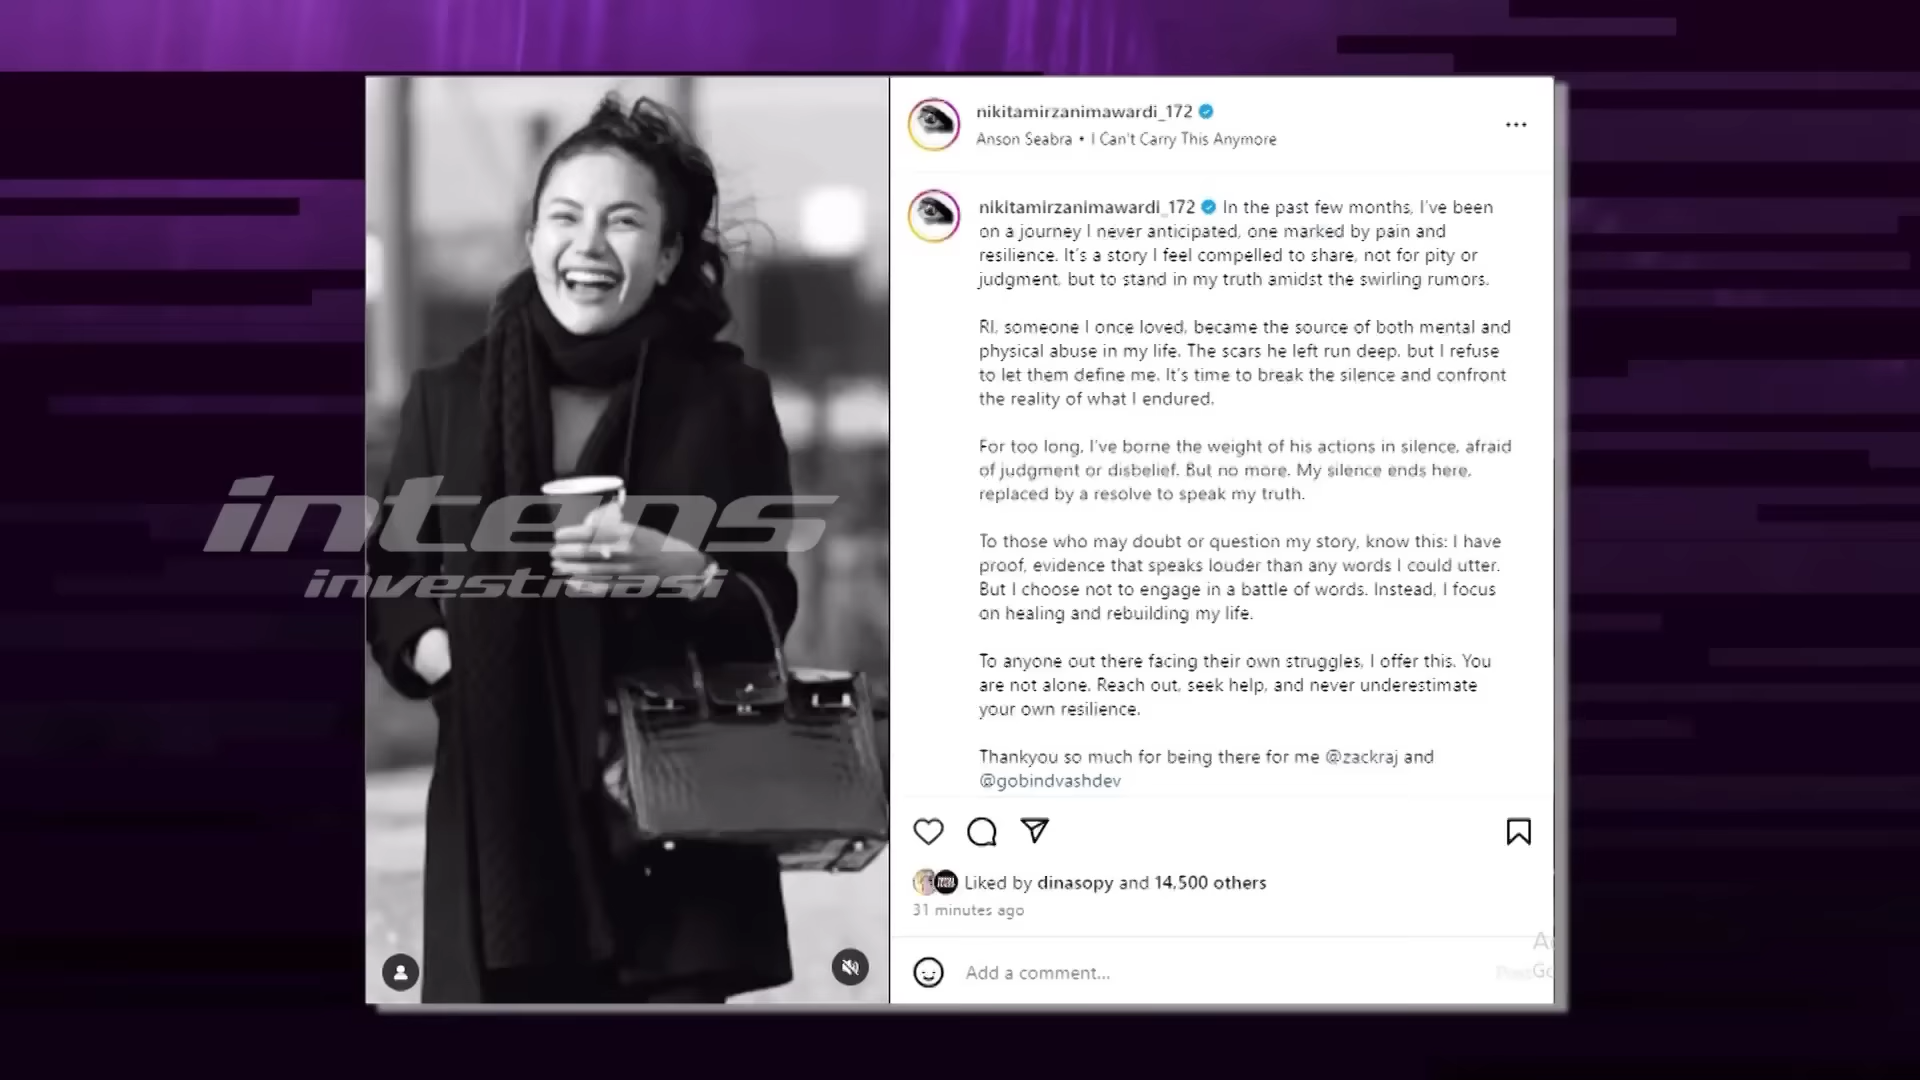 nikitamirzanimawardi_172
Anson Seabra • I Can't Carry This Anymore
nikitamirzanimawardi_172 In the past few months, I've been
on a journey I never anticipated, one marked by pain and
resilience. It's a story I feel compelled to share, not for pity or
judgment, but to stand in my truth amidst the swirling rumors.
RI, someone I once loved, became the source of both mental and
physical abuse in my life. The scars he left run deep, but I refuse
to let them define me. It's time to break the silence and confront
the reality of what I endured.
For too long, I've borne the weight of his actions in silence, afraid
of judgment or disbelief. But no more. My silence ends here,
replaced by a resolve to speak my truth.
To those who may doubt or question my story, know this: I have
proof, evidence that speaks louder than any words I could utter.
But I choose not to engage in a battle of words. Instead, I focus
on healing and rebuilding my life.
To anyone out there facing their own struggles, I offer this. You
are not alone. Reach out, seek help, and never underestimate
your own resilience.
Thankyou so much for being there for me @zackraj and
@gobindvashdev
Liked by dinasopy and 14,500 others
31 minutes ago
Add a comment...
Post
intens
investigasi